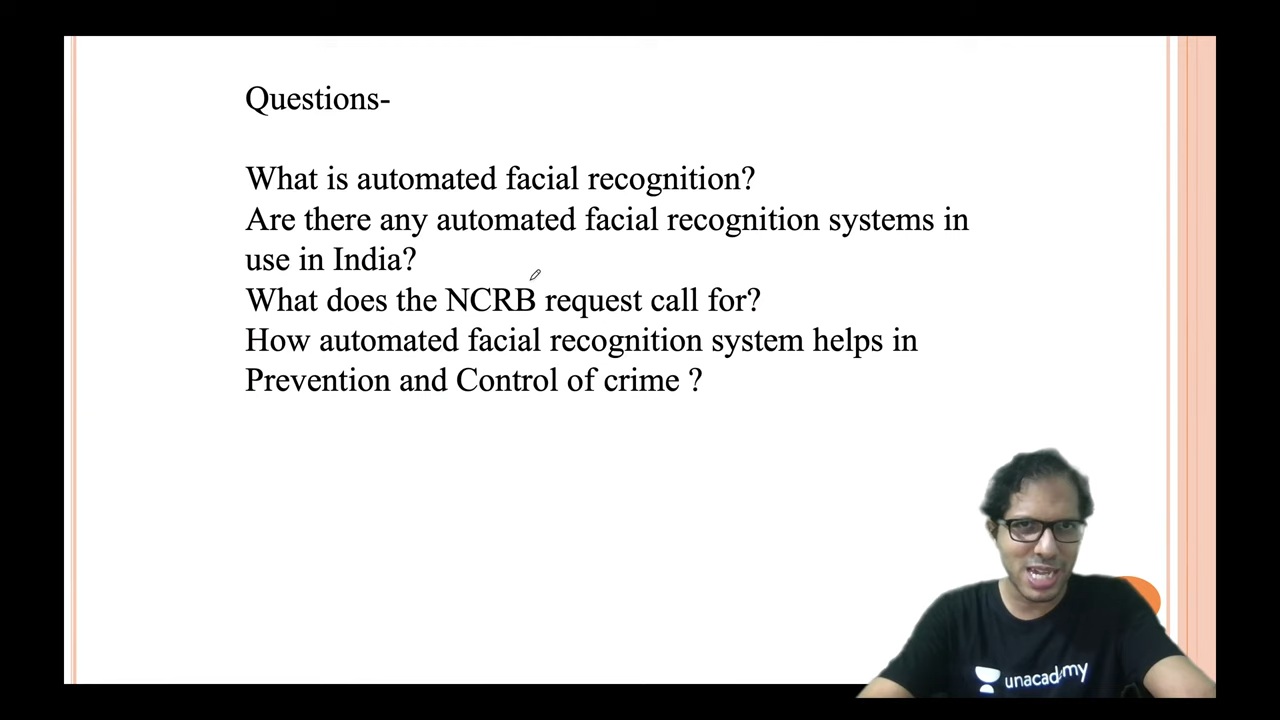 Questions-
What is automated facial recognition?
Are there any automated facial recognition systems in
use in India?
What does the NCRB request call for?
How automated facial recognition system helps in
Prevention and Control of crime ?
unacademy